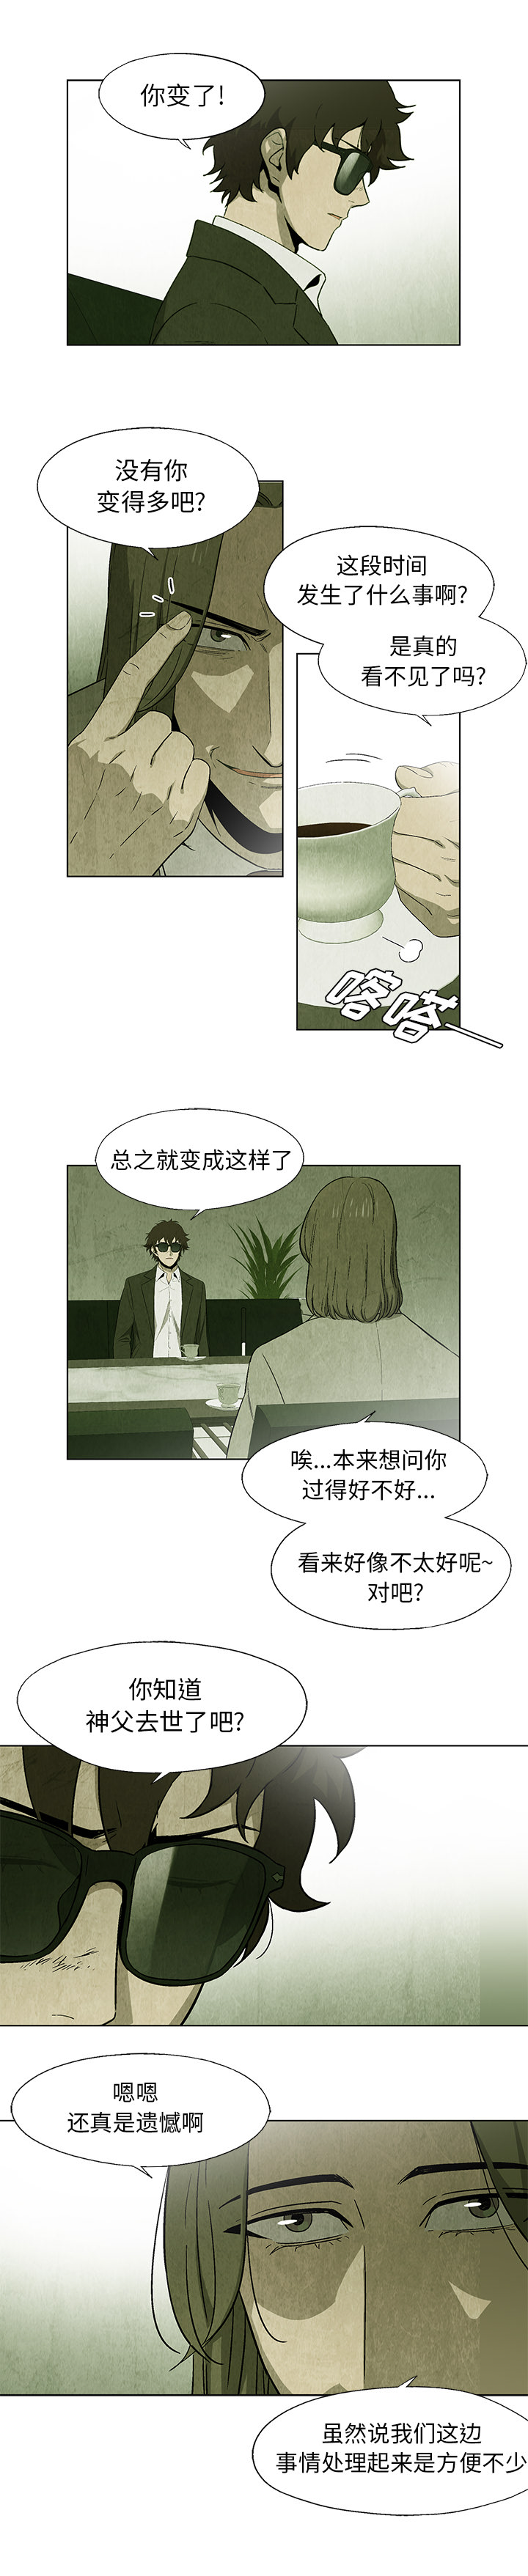 你变了!
没有你
变得多吧?
这段时间
发生了什么事啊?
是真的
看不见了吗?
喀嗒一
总之就变成这样了
唉...本来想问你
过得好不好...
看来好像不太好呢~
对吧?
你知道
神父去世了吧?
嗯嗯
还真是遗憾啊
虽然说我们这边
事情处理起来是方便不少